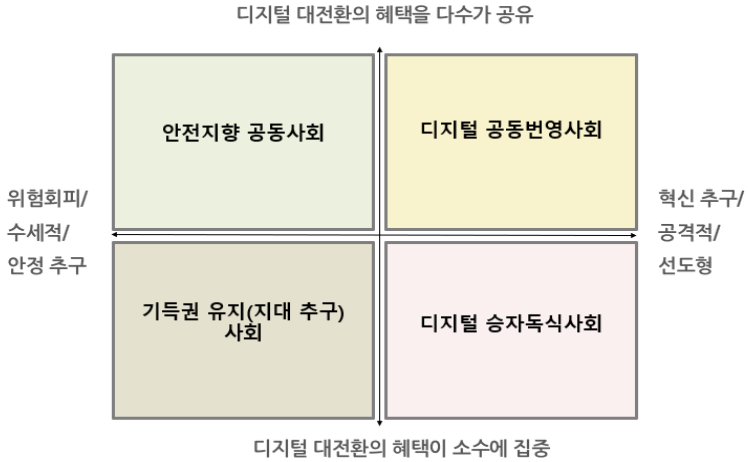 디지털 대전환의 혜택을 다수가 공유
안전지향 공동사회
디지털 공동번영사회
위험회피/
수세적/
안정 추구
혁신 추구/
공격적/
선도형
기득권 유지(지대 추구)
사회
디지털 승자독식사회
디지털 대전환의 혜택이 소수에 집중